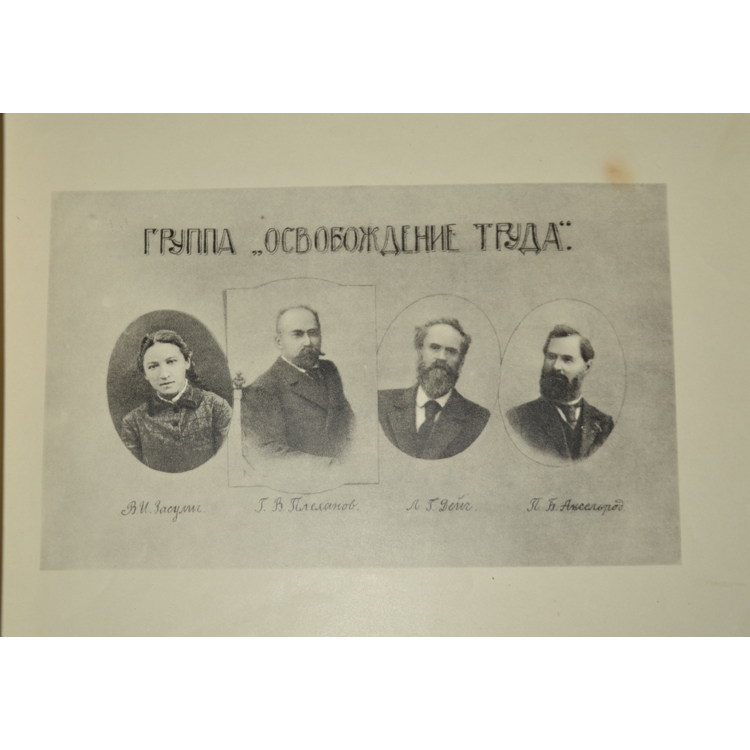 ГРУППА „ОСВОБОЖДЕНИЕ ТРУДА“.
В И. Засулич. Г. В. Плеханов. Л. Г. Дейч. П. Б. Аксельрод.